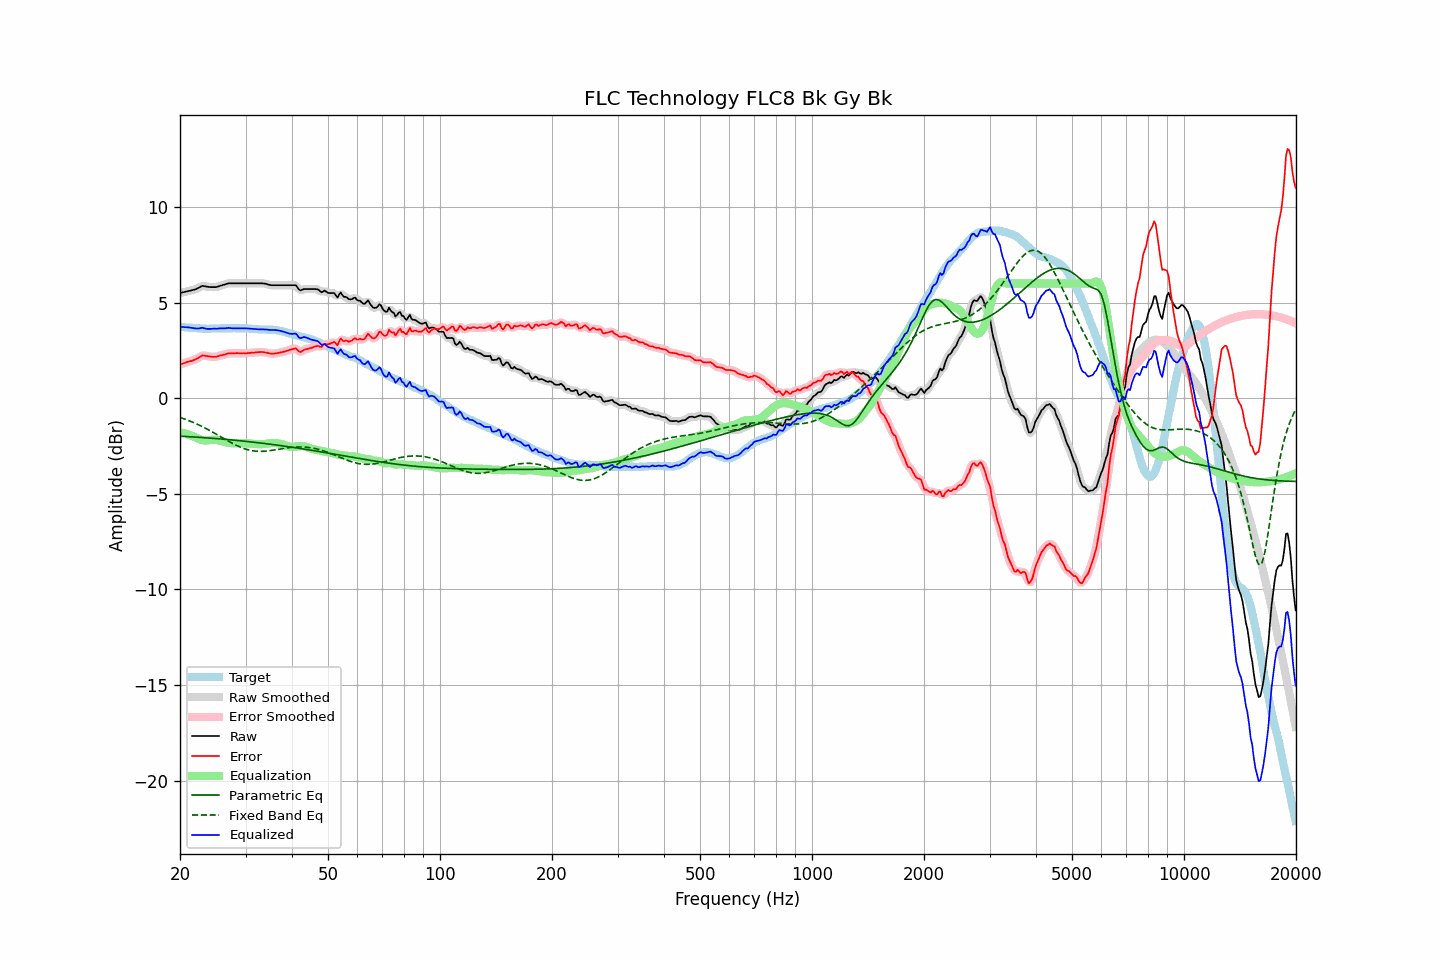 FLC Technology FLC8 Bk Gy Bk
Amplitude (dBr)
10
5
0
−5
−10
−15
−20
Target
Raw Smoothed
Error Smoothed
Raw
Error
Equalization
Parametric Eq
Fixed Band Eq
Equalized
20 50 100 200 500 1000 2000 5000 10000 20000
Frequency (Hz)